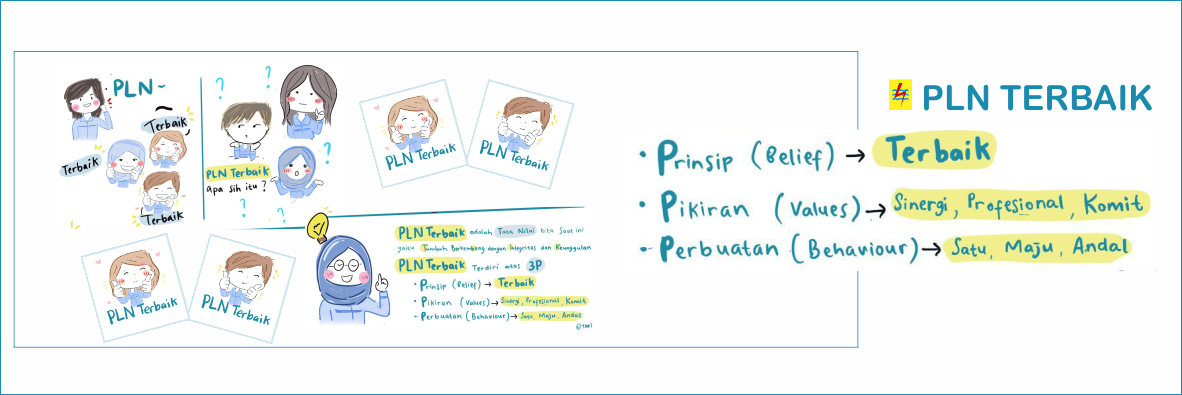 PLN~
Terbaik
Terbaik
Terbaik
? ? ? ? ?
PLN Terbaik
apa sih itu?
PLN Terbaik
PLN Terbaik
PLN Terbaik
PLN Terbaik
PLN Terbaik adalah Tata Nilai kita Saat ini
yaitu Tumbuh Berkembang dengan Integritas dan Keunggulan
PLN Terbaik Terdiri atas 3P
• Prinsip (Belief) → Terbaik
• Pikiran (Values) → Sinergi, Profesional, Komit
• Perbuatan (Behaviour) → Satu, Maju, Andal
PLN TERBAIK
• Prinsip (Belief) → Terbaik
• Pikiran (Values) → Sinergi, Profesional, Komit
- Perbuatan (Behaviour) → Satu, Maju, Andal